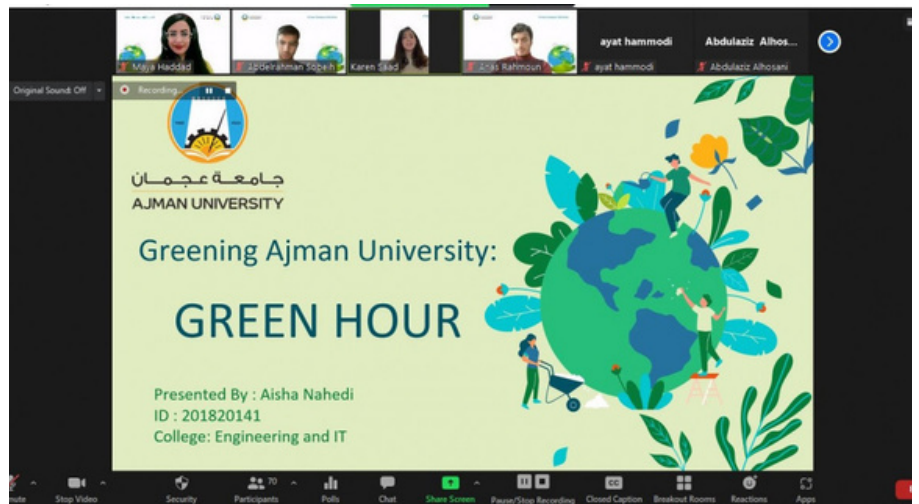 Maya Haddad
Abdelrahman Sobeih
Karen Saad
Anas Rahmoun
ayat hammodi
ayat hammodi
Abdulaziz Alhos...
Abdulaziz Alhosani
Original Sound: Off
Recording...
جامعة عجمان
AJMAN UNIVERSITY
Greening Ajman University:
GREEN HOUR
Presented By : Aisha Nahedi
ID : 201820141
College: Engineering and IT
Stop Video
Security
Participants
70
Polls
Chat
Share Screen
Pause/Stop Recording
CC
Closed Caption
Breakout Rooms
Reactions
Apps